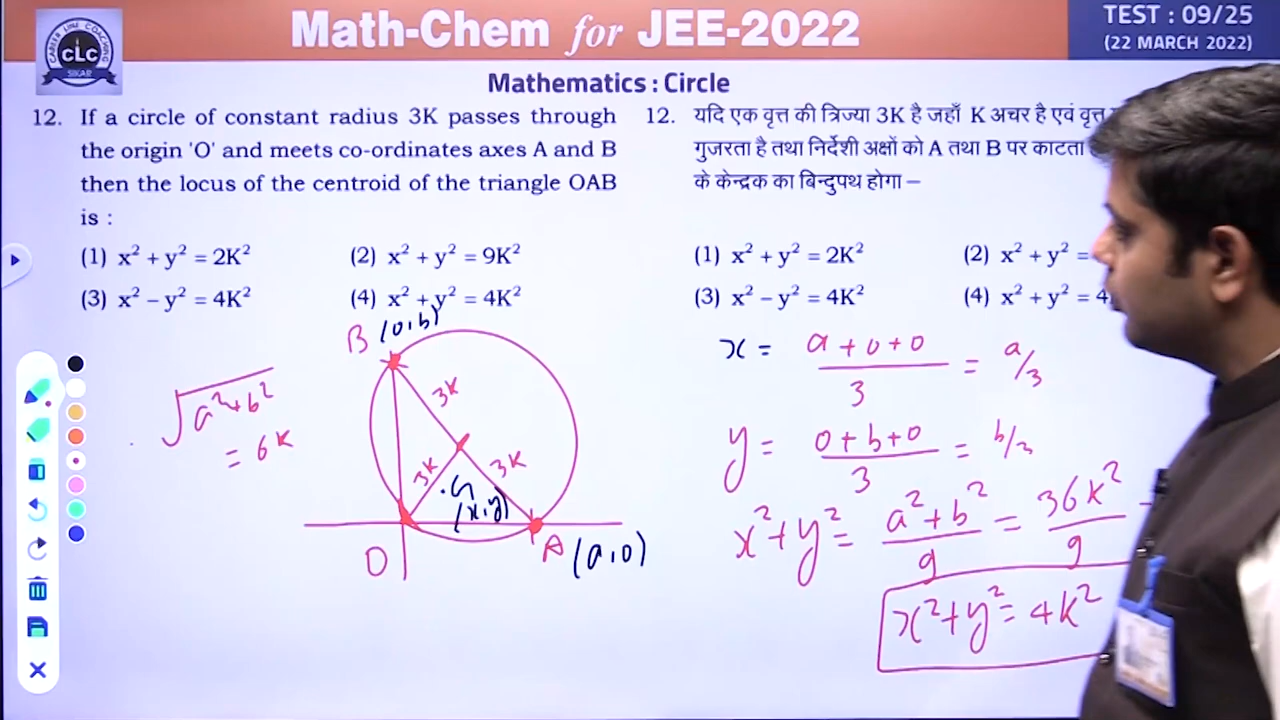 CAREER LINE COACHING
CLC
SIKAR
Math-Chem for JEE-2022
TEST : 09/25
(22 MARCH 2022)
Mathematics : Circle
12. If a circle of constant radius 3K passes through
the origin 'O' and meets co-ordinates axes A and B
then the locus of the centroid of the triangle OAB
is :
(1) x² + y² = 2K² (2) x² + y² = 9K²
(3) x² – y² = 4K² (4) x² + y² = 4K²
12. यदि एक वृत्त की त्रिज्या 3K है जहाँ K अचर है एवं वृत्त
गुजरता है तथा निर्देशी अक्षों को A तथा B पर काटता
के केन्द्रक का बिन्दुपथ होगा –
(1) x² + y² = 2K² (2) x² + y² =
(3) x² – y² = 4K² (4) x² + y² = 4
√a²+b²
= 6K
B (0,b)
3K
3K
3K
G
(x,y)
O
A (a,0)
x = a+0+0/3 = a/3
y = 0+b+0/3 = b/3
x²+y² = a²+b²/9 = 36K²/9
x²+y² = 4K²